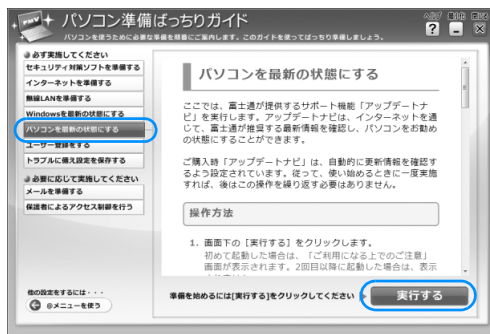 FMV
パソコン準備ばっちりガイド
パソコンを使うために必要な準備を順番にご案内します。このガイドを使ってばっちり準備しましょう。
ヘルプ 最小化 閉じる
? - ×
必ず実施してください
セキュリティ対策ソフトを準備する
インターネットを準備する
無線LANを準備する
Windowsを最新の状態にする
パソコンを最新の状態にする
ユーザー登録をする
トラブルに備え設定を保存する
必要に応じて実施してください
メールを準備する
保護者によるアクセス制御を行う
他の設定をするには・・・
@メニューを使う
パソコンを最新の状態にする
ここでは、富士通が提供するサポート機能「アップデートナ
ビ」を実行します。アップデートナビは、インターネットを通
じて、富士通が推奨する最新情報を確認し、パソコンをお勧め
の状態にすることができます。
ご購入時「アップデートナビ」は、自動的に更新情報を確認す
るよう設定されています。従って、使い始めるときに一度実施
すれば、後はこの操作を繰り返す必要はありません。
操作方法
1. 画面下の［実行する］をクリックします。
初めて起動した場合は、「ご利用になる上でのご注意」
画面が表示されます。2回目以降に起動した場合は、表示
準備を始めるには[実行する]をクリックしてください
実行する